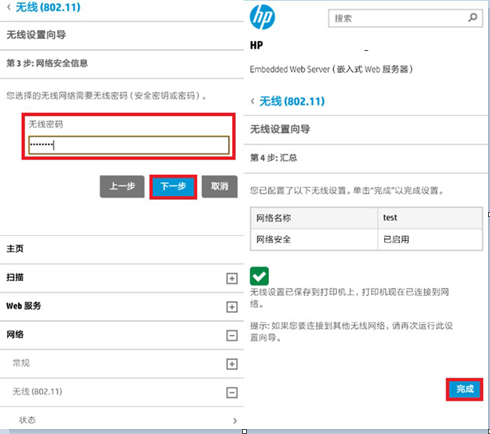 ‹ 无线 (802.11)
无线设置向导
第 3 步: 网络安全信息
您选择的无线网络需要无线密码 ( 安全密钥或密码 ) 。
无线密码
••••••••
上一步 下一步 取消
主页
扫描
Web 服务
网络
常规
无线 (802.11)
状态
hp
搜索
HP
Embedded Web Server ( 嵌入式 Web 服务器 )
‹ 无线 (802.11)
无线设置向导
第 4 步: 汇总
您已配置了以下无线设置。单击“完成”以完成设置。
网络名称 test
网络安全 已启用
无线设置已保存到打印机上，打印机现在已连接到网
络。
提示: 如果您要连接到其他无线网络，请再次运行此设
置向导。
完成